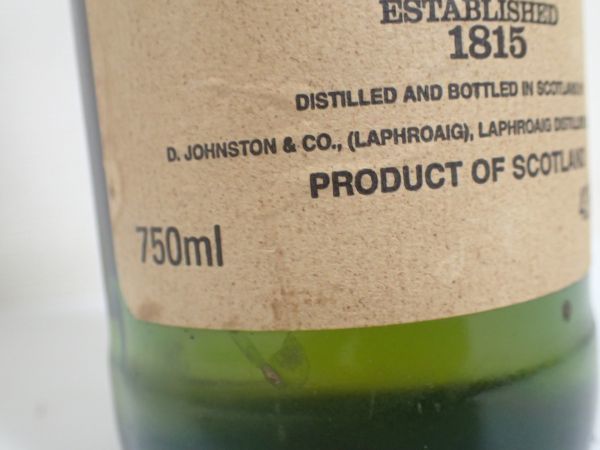 ESTABLISHED
1815
DISTILLED AND BOTTLED IN SCOTLAND
D. JOHNSTON & CO., (LAPHROAIG), LAPHROAIG
PRODUCT OF SCOTLAND
750ml